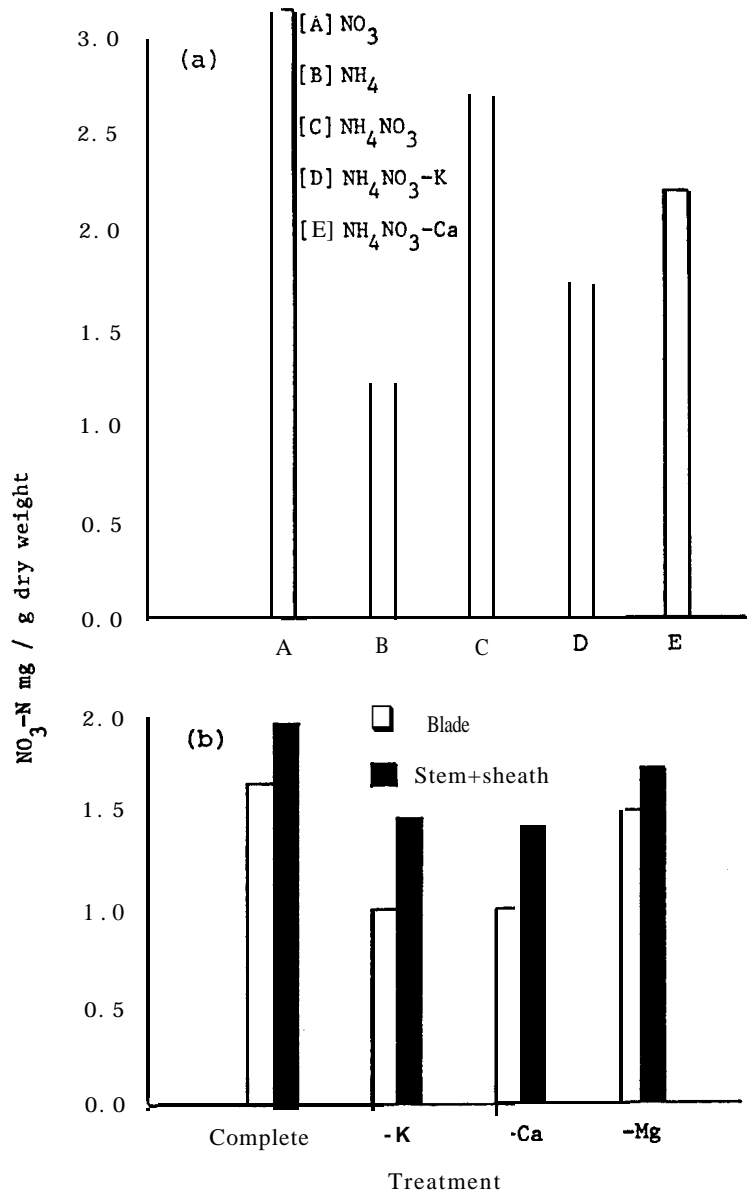 (a)
[A] NO3
[B] NH4
[C] NH4NO3
[D] NH4NO3-K
[E] NH4NO3-Ca
3.0
2.5
2.0
1.5
1.0
0.5
0.0
A B C D E
NO3-N mg / g dry weight
(b)
Blade
Stem+sheath
2.0
1.5
1.0
0.5
0.0
Complete -K -Ca -Mg
Treatment